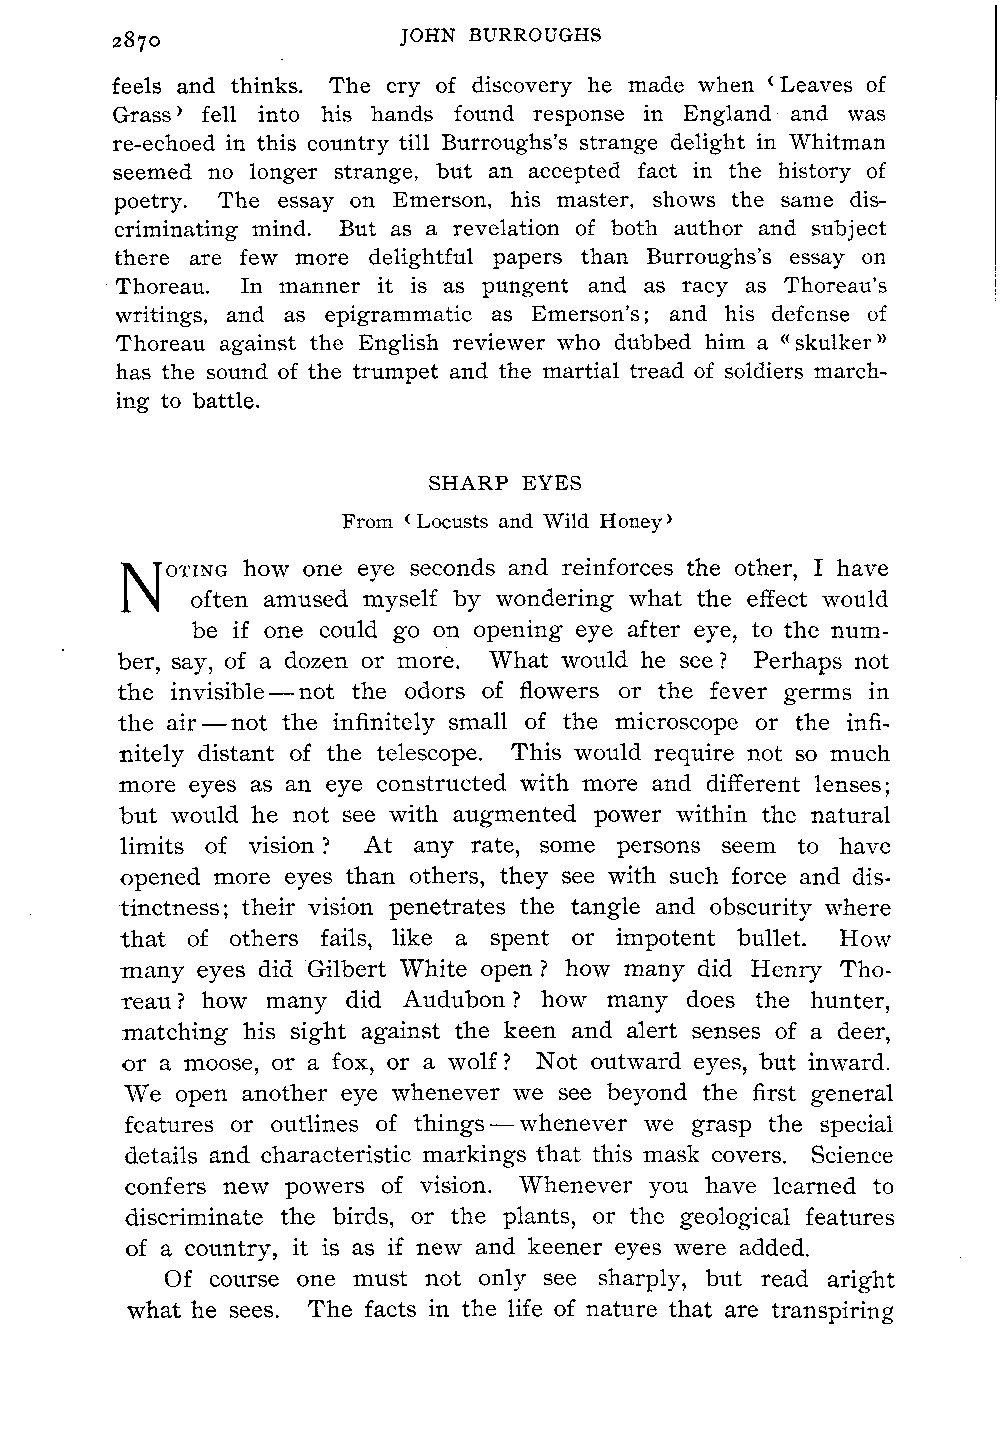 2870 JOHN BURROUGHS
feels and thinks. The cry of discovery he made when ‹Leaves of
Grass› fell into his hands found response in England and was
re-echoed in this country till Burroughs's strange delight in Whitman
seemed no longer strange, but an accepted fact in the history of
poetry. The essay on Emerson, his master, shows the same dis-
criminating mind. But as a revelation of both author and subject
there are few more delightful papers than Burroughs's essay on
Thoreau. In manner it is as pungent and as racy as Thoreau's
writings, and as epigrammatic as Emerson's; and his defense of
Thoreau against the English reviewer who dubbed him a «skulker»
has the sound of the trumpet and the martial tread of soldiers march-
ing to battle.
SHARP EYES
From ‹Locusts and Wild Honey›
NOTING how one eye seconds and reinforces the other, I have
often amused myself by wondering what the effect would
be if one could go on opening eye after eye, to the num-
ber, say, of a dozen or more. What would he see? Perhaps not
the invisible—not the odors of flowers or the fever germs in
the air—not the infinitely small of the microscope or the infi-
nitely distant of the telescope. This would require not so much
more eyes as an eye constructed with more and different lenses;
but would he not see with augmented power within the natural
limits of vision? At any rate, some persons seem to have
opened more eyes than others, they see with such force and dis-
tinctness; their vision penetrates the tangle and obscurity where
that of others fails, like a spent or impotent bullet. How
many eyes did Gilbert White open? how many did Henry Tho-
reau? how many did Audubon? how many does the hunter,
matching his sight against the keen and alert senses of a deer,
or a moose, or a fox, or a wolf? Not outward eyes, but inward.
We open another eye whenever we see beyond the first general
features or outlines of things—whenever we grasp the special
details and characteristic markings that this mask covers. Science
confers new powers of vision. Whenever you have learned to
discriminate the birds, or the plants, or the geological features
of a country, it is as if new and keener eyes were added.
Of course one must not only see sharply, but read aright
what he sees. The facts in the life of nature that are transpiring